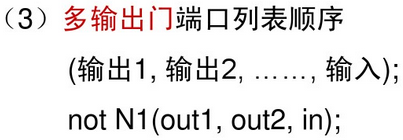 （3）多输出门端口列表顺序
(输出1, 输出2, ……, 输入);
not N1(out1, out2, in);